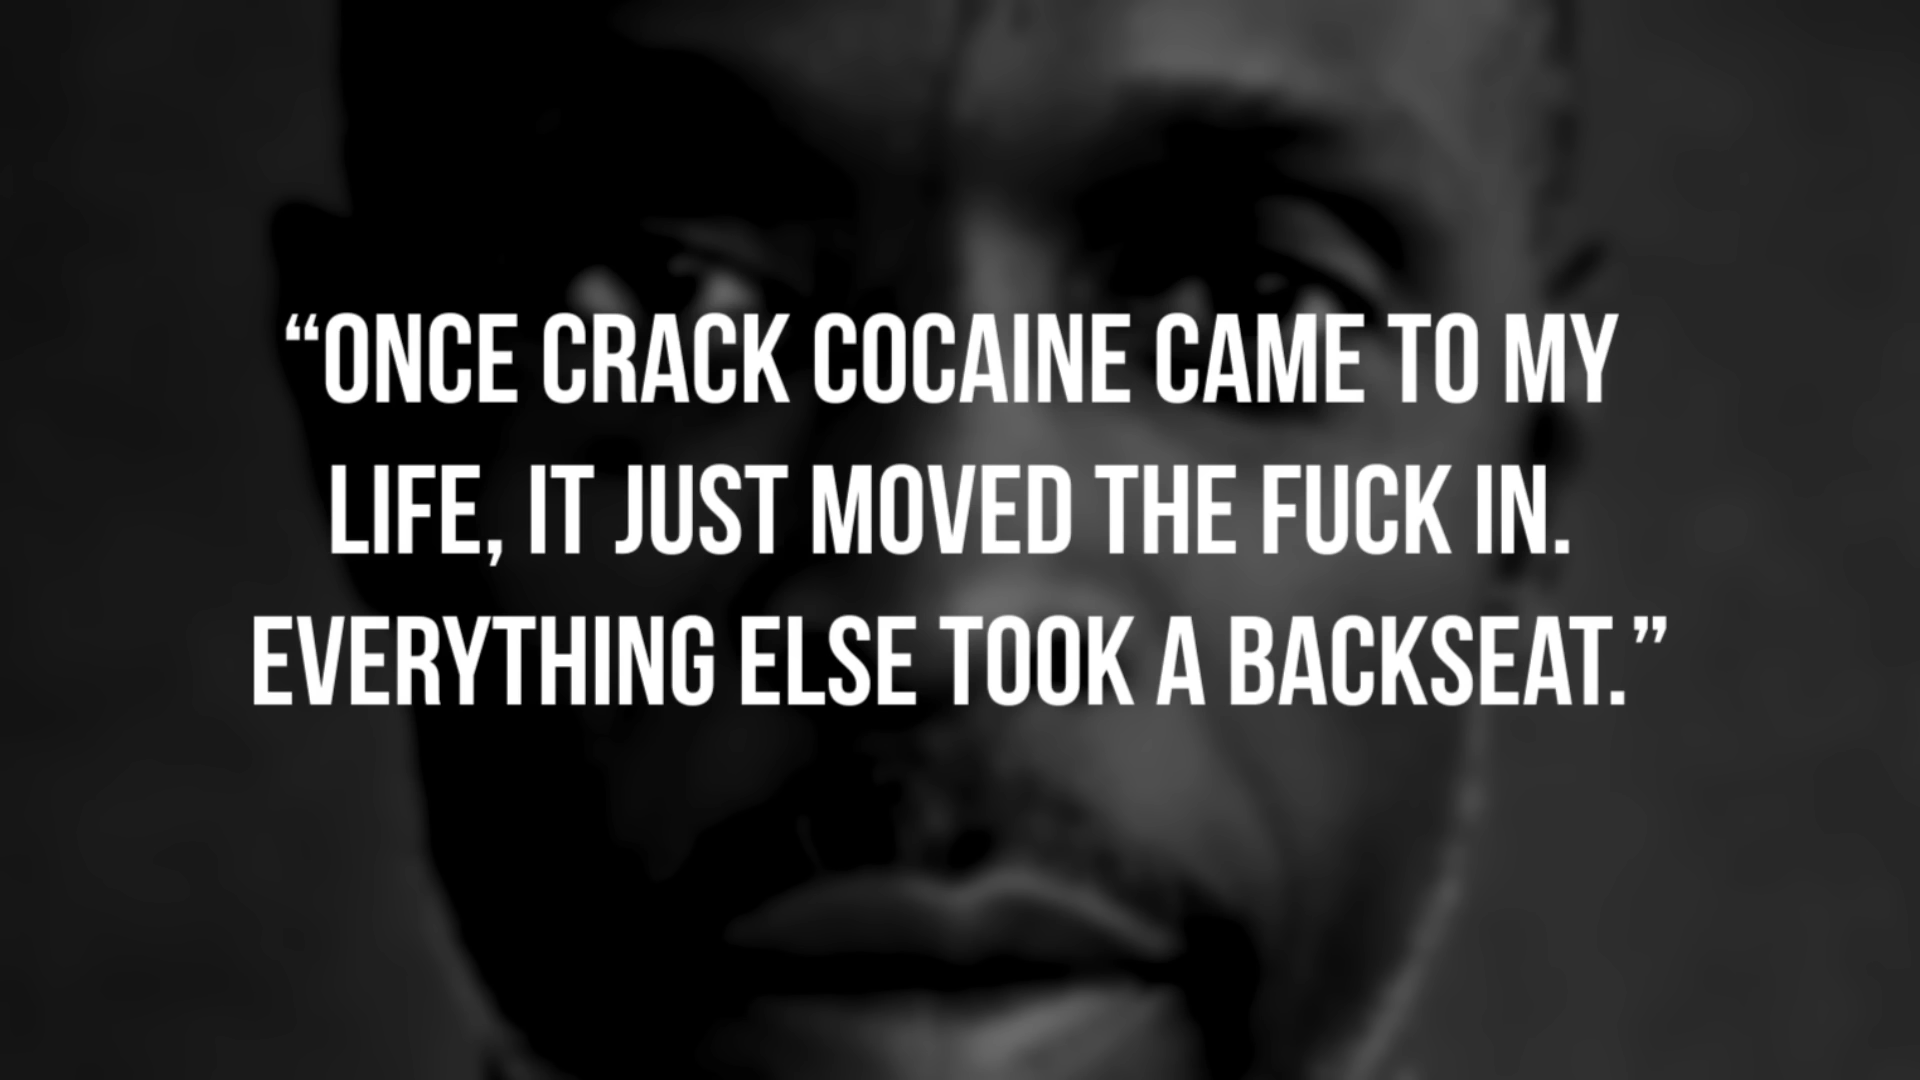 “ONCE CRACK COCAINE CAME TO MY
LIFE, IT JUST MOVED THE FUCK IN.
EVERYTHING ELSE TOOK A BACKSEAT.”